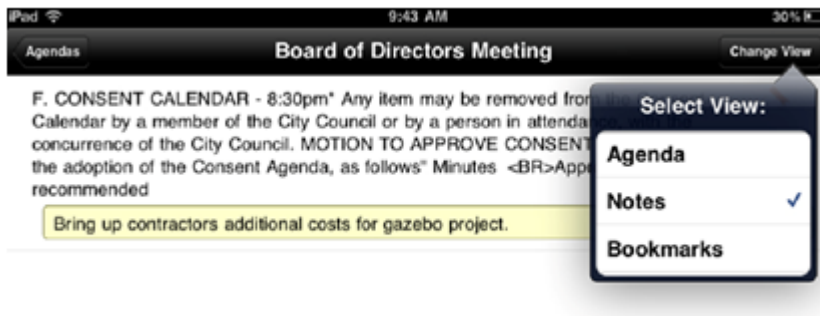 iPad 9:43 AM 30%
Agendas Board of Directors Meeting Change View
F. CONSENT CALENDAR - 8:30pm" Any item may be removed from the
Calendar by a member of the City Council or by a person in attendance, with
concurrence of the City Council. MOTION TO APPROVE CONSENT
the adoption of the Consent Agenda, as follows" Minutes <BR>
recommended
Bring up contractors additional costs for gazebo project.
Select View:
Agenda
Notes
Bookmarks